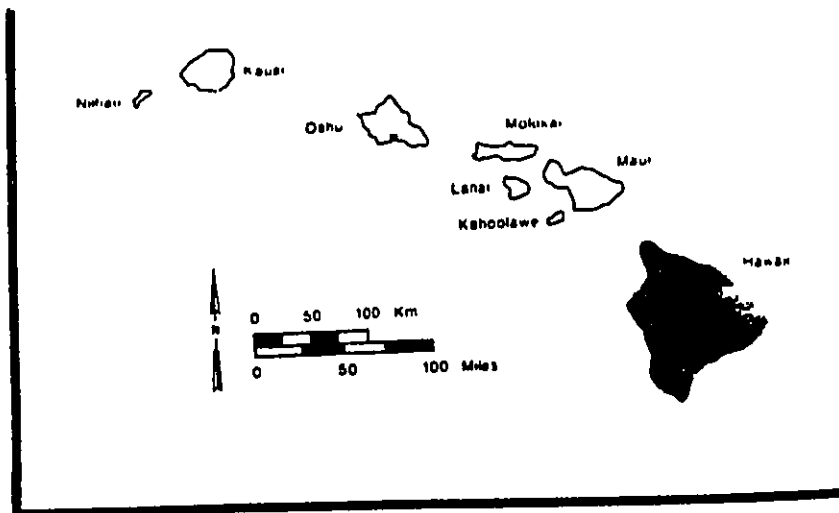 Kauai
Niihau
Oahu
Molokai
Maui
Lanai
Kahoolawe
Hawaii
N
0 50 100 Km
0 50 100 Miles